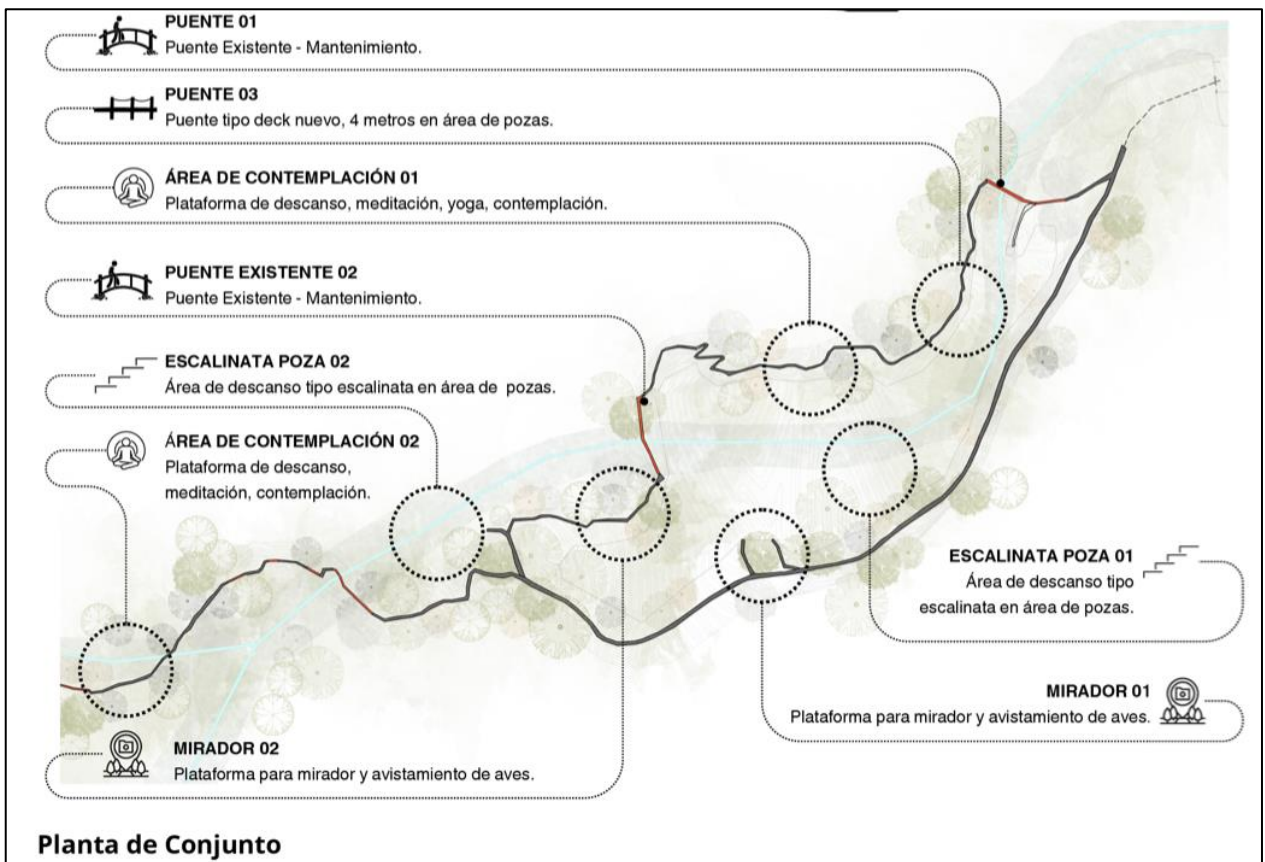 PUENTE 01
Puente Existente - Mantenimiento.
PUENTE 03
Puente tipo deck nuevo, 4 metros en área de pozas.
ÁREA DE CONTEMPLACIÓN 01
Plataforma de descanso, meditación, yoga, contemplación.
PUENTE EXISTENTE 02
Puente Existente - Mantenimiento.
ESCALINATA POZA 02
Área de descanso tipo escalinata en área de pozas.
ÁREA DE CONTEMPLACIÓN 02
Plataforma de descanso,
meditación, contemplación.
ESCALINATA POZA 01
Área de descanso tipo
escalinata en área de pozas.
MIRADOR 01
Plataforma para mirador y avistamiento de aves.
MIRADOR 02
Plataforma para mirador y avistamiento de aves.
Planta de Conjunto